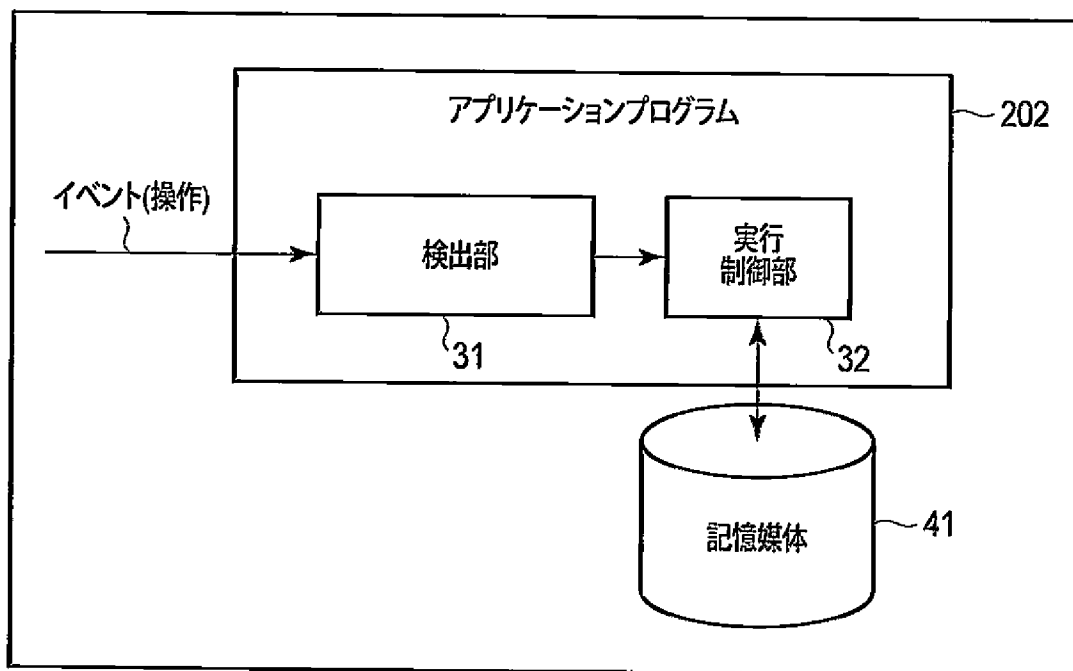 アプリケーションプログラム
202
イベント(操作)
検出部
実行
制御部
31
32
記憶媒体
41